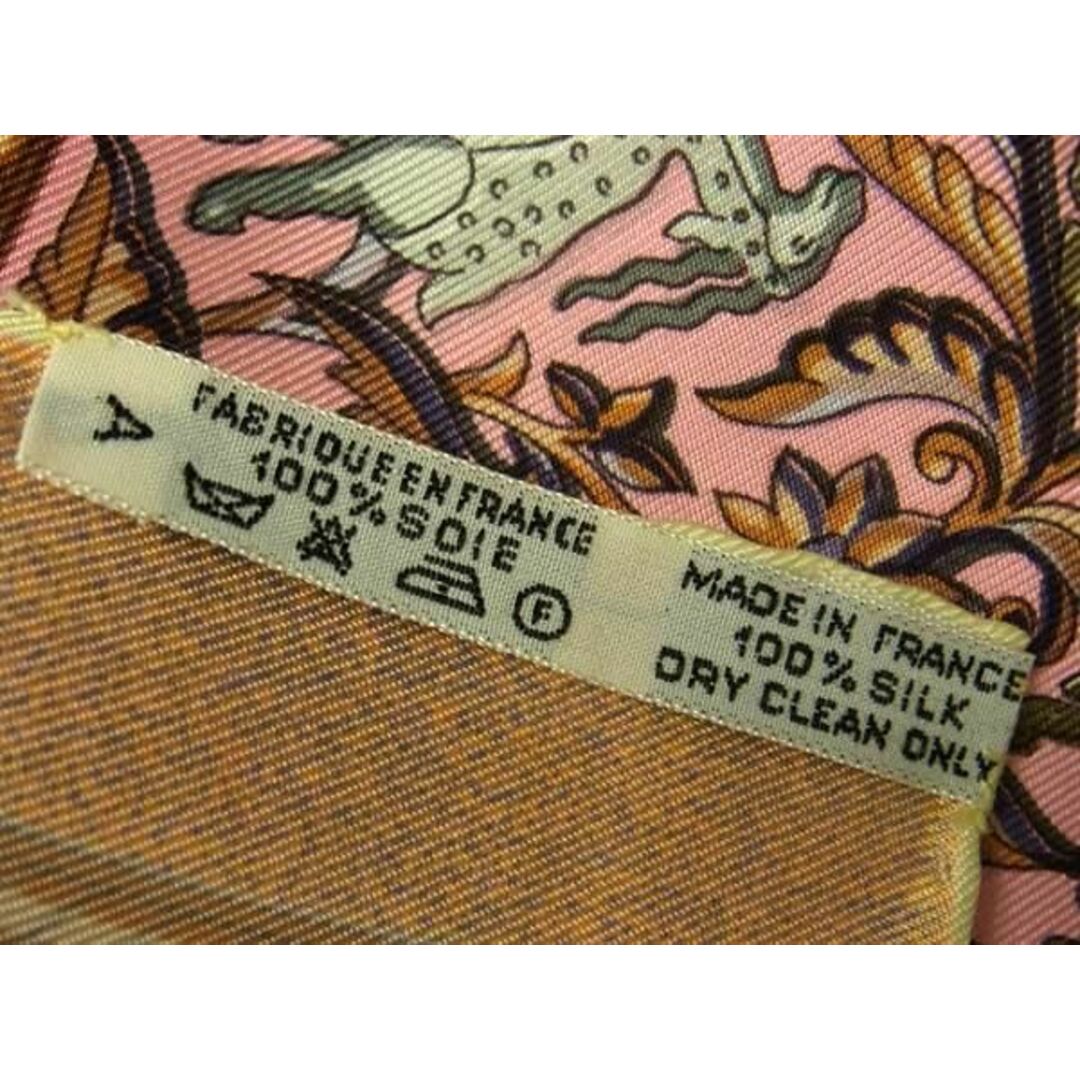 A
FABRIQUE EN FRANCE
100% SOIE
F
MADE IN FRANCE
100% SILK
DRY CLEAN ONLY